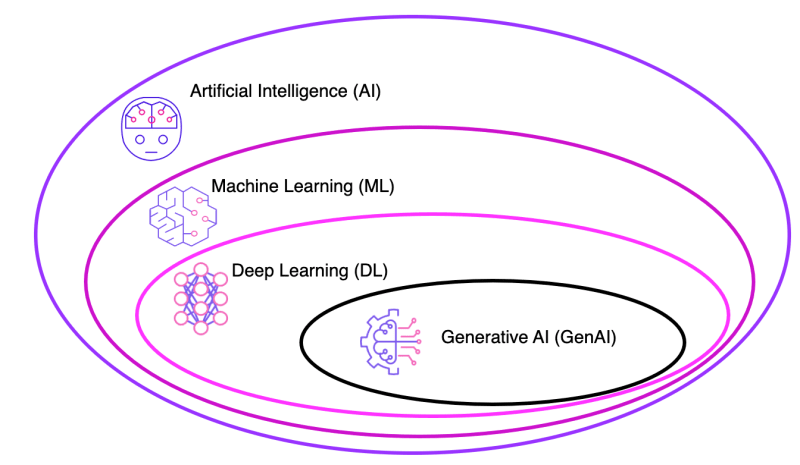 Artificial Intelligence (AI)
Machine Learning (ML)
Deep Learning (DL)
Generative AI (GenAI)